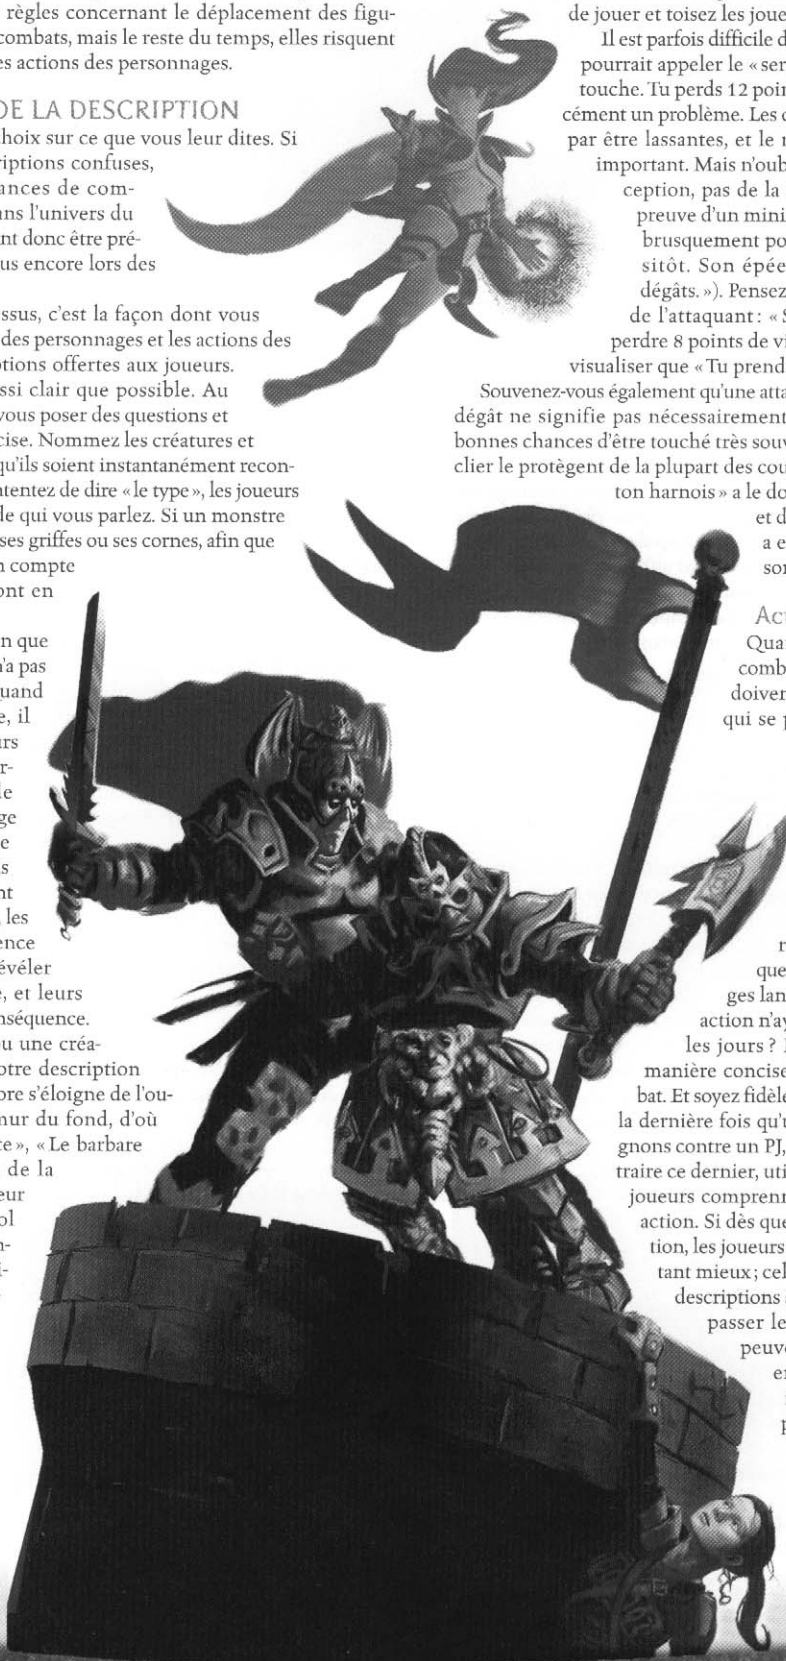 règles concernant le déplacement des figu-
combats, mais le reste du temps, elles risquent
es actions des personnages.
DE LA DESCRIPTION
choix sur ce que vous leur dites. Si
riptions confuses,
ances de com-
ans l'univers du
nt donc être pré-
us encore lors des
ssus, c'est la façon dont vous
des personnages et les actions des
tions offertes aux joueurs.
ssi clair que possible. Au
vous poser des questions et
cise. Nommez les créatures et
qu'ils soient instantanément recon-
ntentez de dire « le type », les joueurs
de qui vous parlez. Si un monstre
ses griffes ou ses cornes, afin que
n compte
ont en
n que
n'a pas
uand
e, il
urs
r-
le
ge
e
s
nt
les
ence
évéler
e, et leurs
nséquence.
u une créa-
otre description
bre s'éloigne de l'ou-
mur du fond, d'où
te », « Le barbare
de la
eur
ol
n-
i-
de jouer et toisez les joue
Il est parfois difficile d
pourrait appeler le « ser
touche. Tu perds 12 poin
cément un problème. Les c
par être lassantes, et le r
important. Mais n'oub
ception, pas de la
preuve d'un mini
brusquement po
sitôt. Son épée
dégâts. »). Pensez
de l'attaquant : « S
perdre 8 points de vi
visualiser que « Tu prend
Souvenez-vous également qu'une atta
dégât ne signifie pas nécessairement
bonnes chances d'être touché très souv
clier le protègent de la plupart des cou
ton harnois » a le do
et d
a e
son
Act
Qua
comb
doiven
qui se p
r
que
ges lan
action n'ay
les jours ? I
manière concise
bat. Et soyez fidèle
la dernière fois qu'u
gnons contre un PJ,
traire ce dernier, uti
joueurs comprenn
action. Si dès que
tion, les joueurs
tant mieux ; cel
descriptions
passer le
peuv
e
p